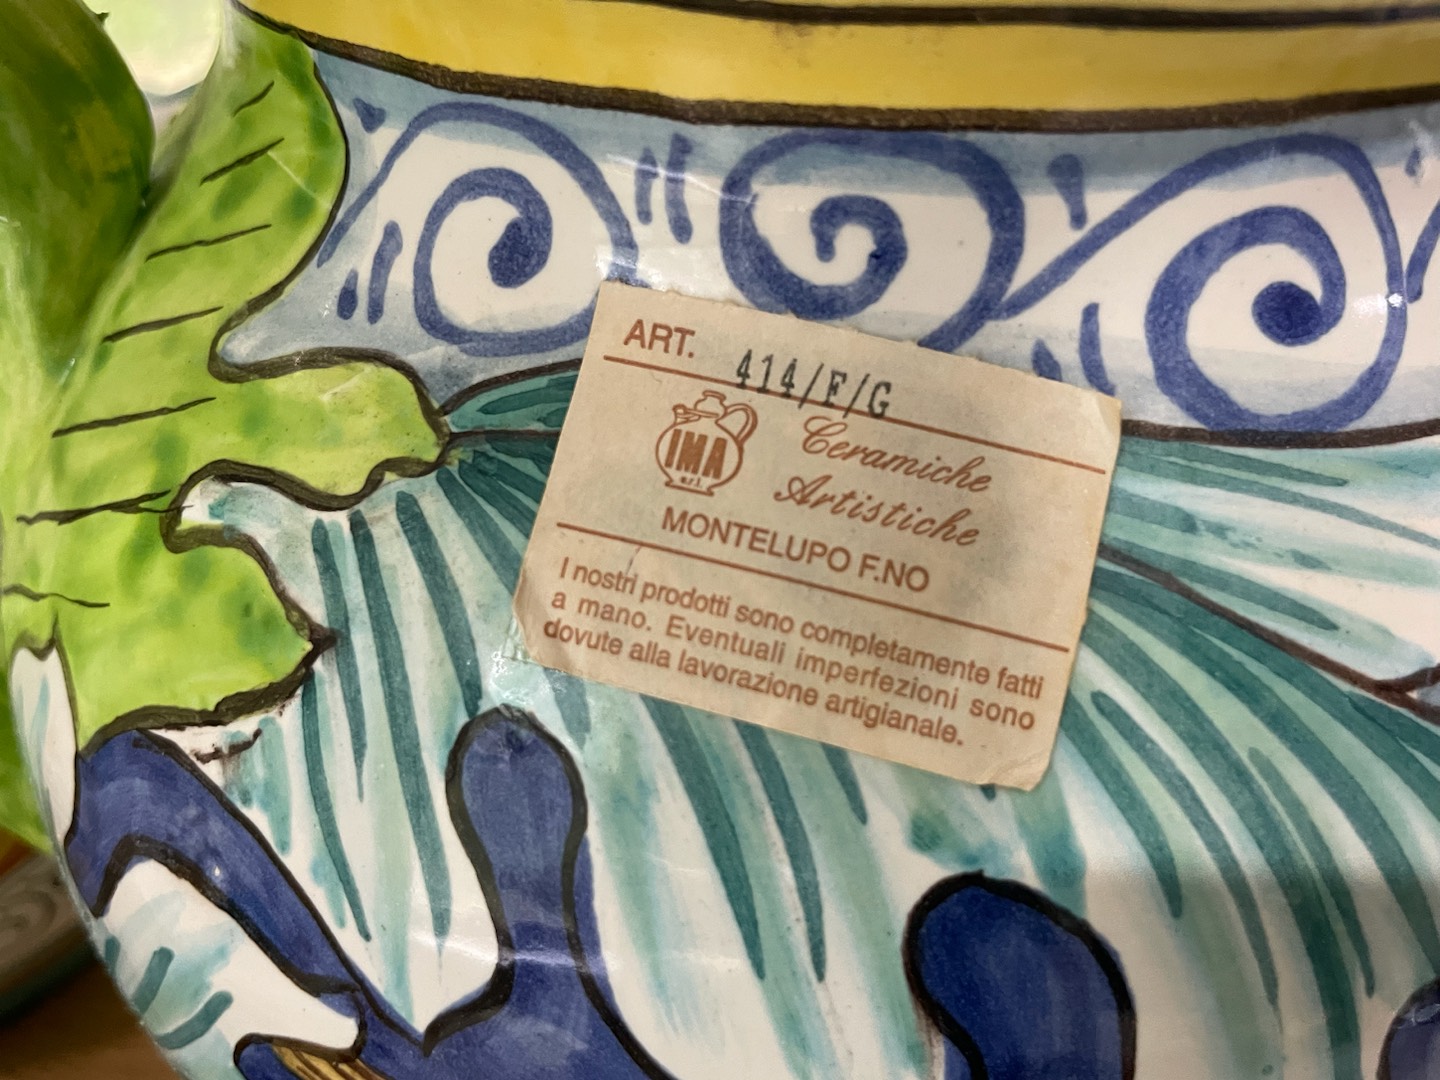 ART. 414/F/G
IMA
s.r.l.
Ceramiche
Artistiche
MONTELUPO F.NO
I nostri prodotti sono completamente fatti
a mano. Eventuali imperfezioni sono
dovute alla lavorazione artigianale.